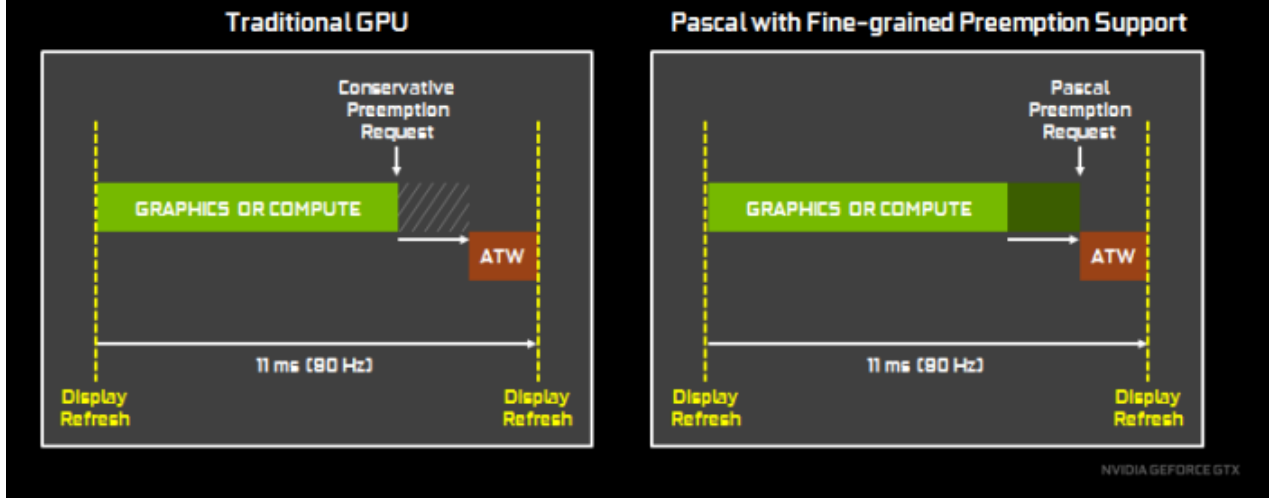 Traditional GPU
Conservative
Preemption
Request
GRAPHICS OR COMPUTE
ATW
11 ms (90 Hz)
Display
Refresh
Display
Refresh
Pascal with Fine-grained Preemption Support
Pascal
Preemption
Request
GRAPHICS OR COMPUTE
ATW
11 ms (90 Hz)
Display
Refresh
Display
Refresh
NVIDIA GEFORCE GTX